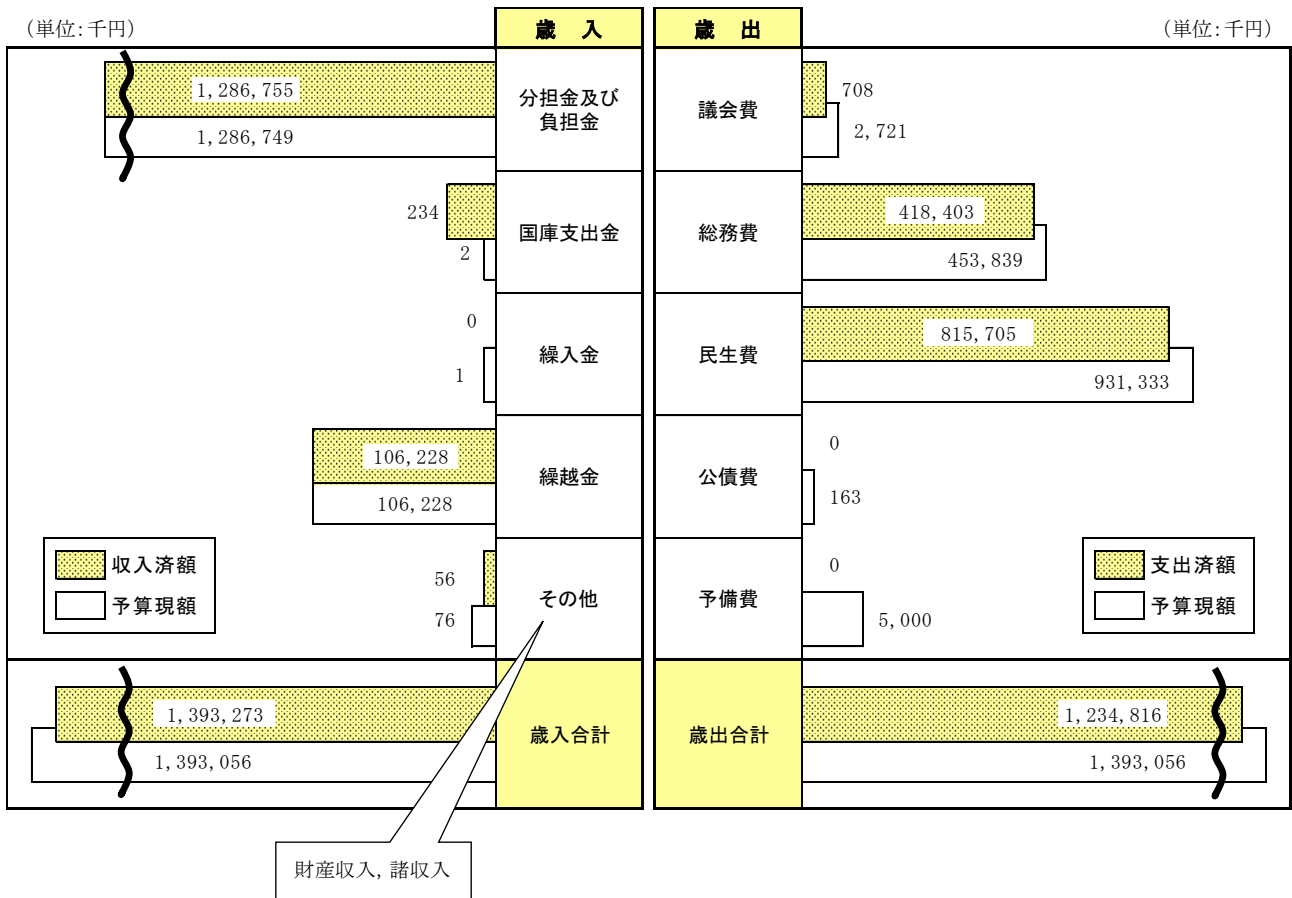 (単位:千円)
歳 入
歳 出
(単位:千円)
1,286,755
1,286,749
分担金及び
負担金
議会費
708
2,721
234
2
国庫支出金
総務費
418,403
453,839
0
1
繰入金
民生費
815,705
931,333
106,228
106,228
繰越金
公債費
0
163
収入済額
予算現額
56
76
その他
予備費
0
5,000
支出済額
予算現額
1,393,273
1,393,056
歳入合計
歳出合計
1,234,816
1,393,056
財産収入,諸収入